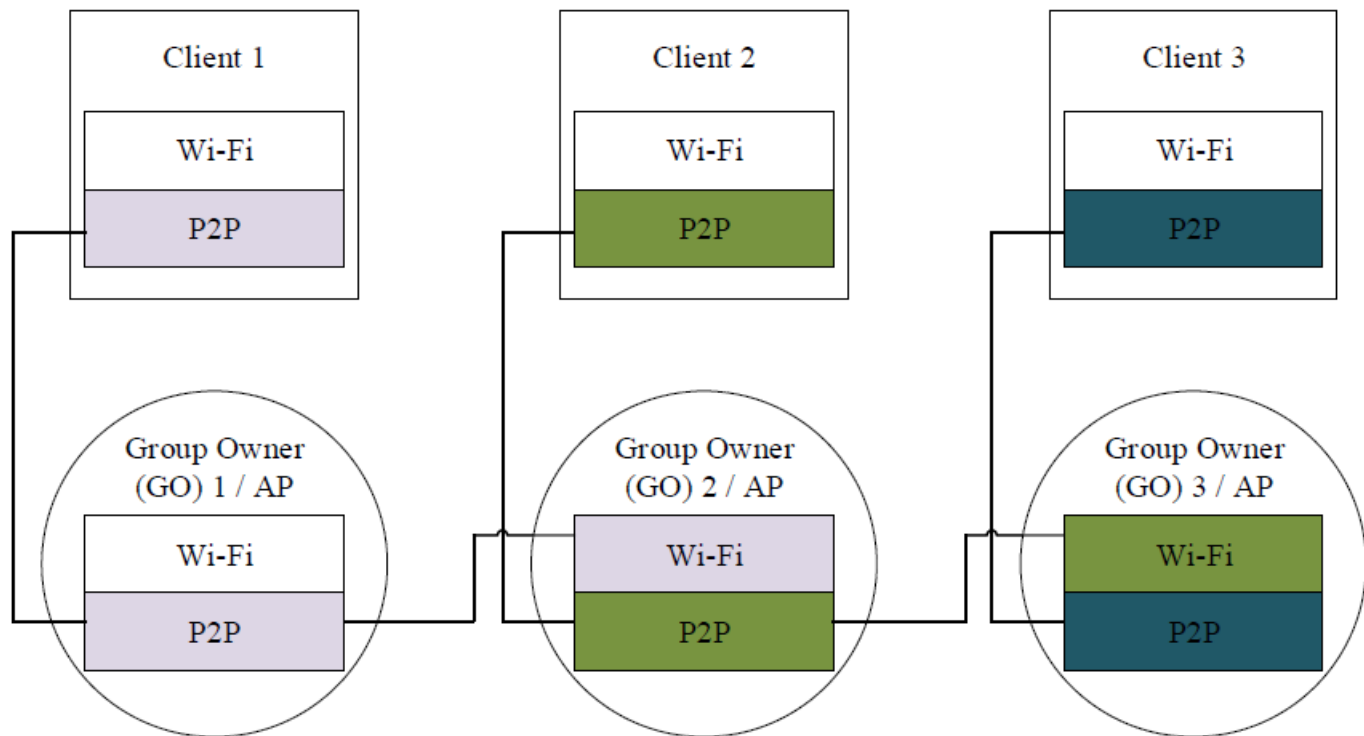 Client 1
Wi-Fi
P2P
Client 2
Wi-Fi
P2P
Client 3
Wi-Fi
P2P
Group Owner
(GO) 1 / AP
Wi-Fi
P2P
Group Owner
(GO) 2 / AP
Wi-Fi
P2P
Group Owner
(GO) 3 / AP
Wi-Fi
P2P